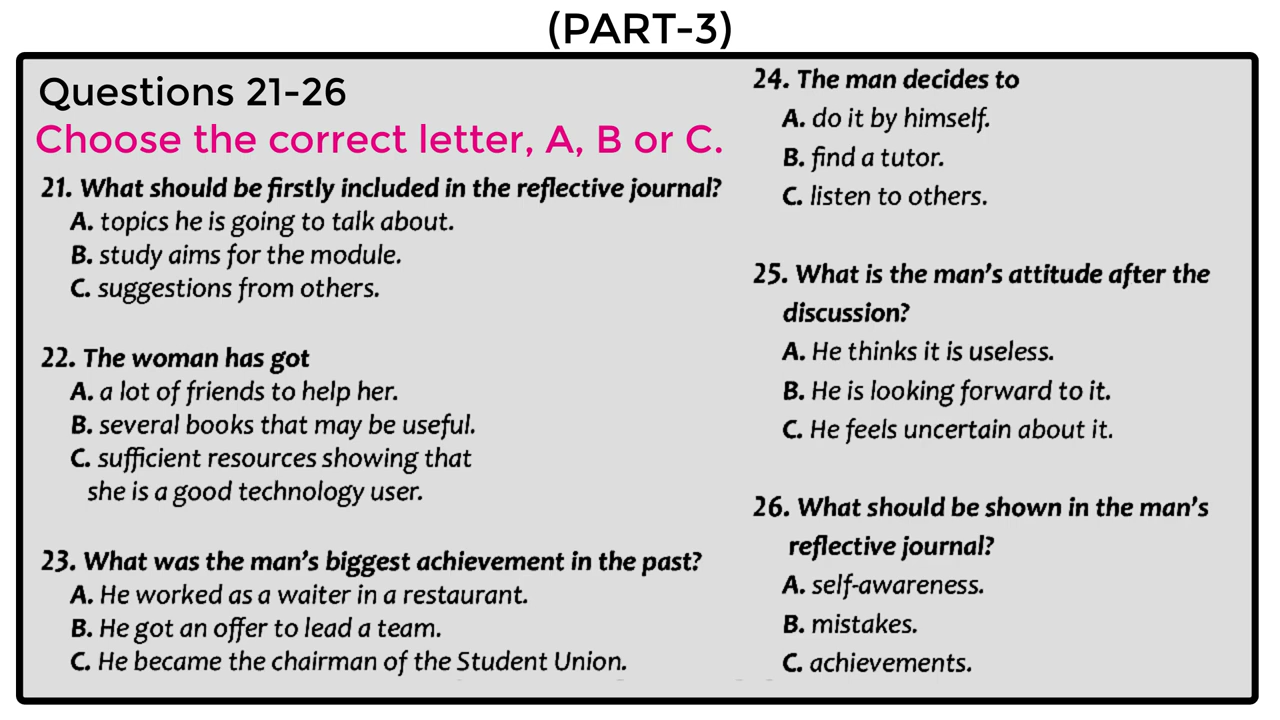 (PART-3)
Questions 21-26
Choose the correct letter, A, B or C.
21. What should be firstly included in the reflective journal?
A. topics he is going to talk about.
B. study aims for the module.
C. suggestions from others.
22. The woman has got
A. a lot of friends to help her.
B. several books that may be useful.
C. sufficient resources showing that
she is a good technology user.
23. What was the man's biggest achievement in the past?
A. He worked as a waiter in a restaurant.
B. He got an offer to lead a team.
C. He became the chairman of the Student Union.
24. The man decides to
A. do it by himself.
B. find a tutor.
C. listen to others.
25. What is the man's attitude after the
discussion?
A. He thinks it is useless.
B. He is looking forward to it.
C. He feels uncertain about it.
26. What should be shown in the man's
reflective journal?
A. self-awareness.
B. mistakes.
C. achievements.